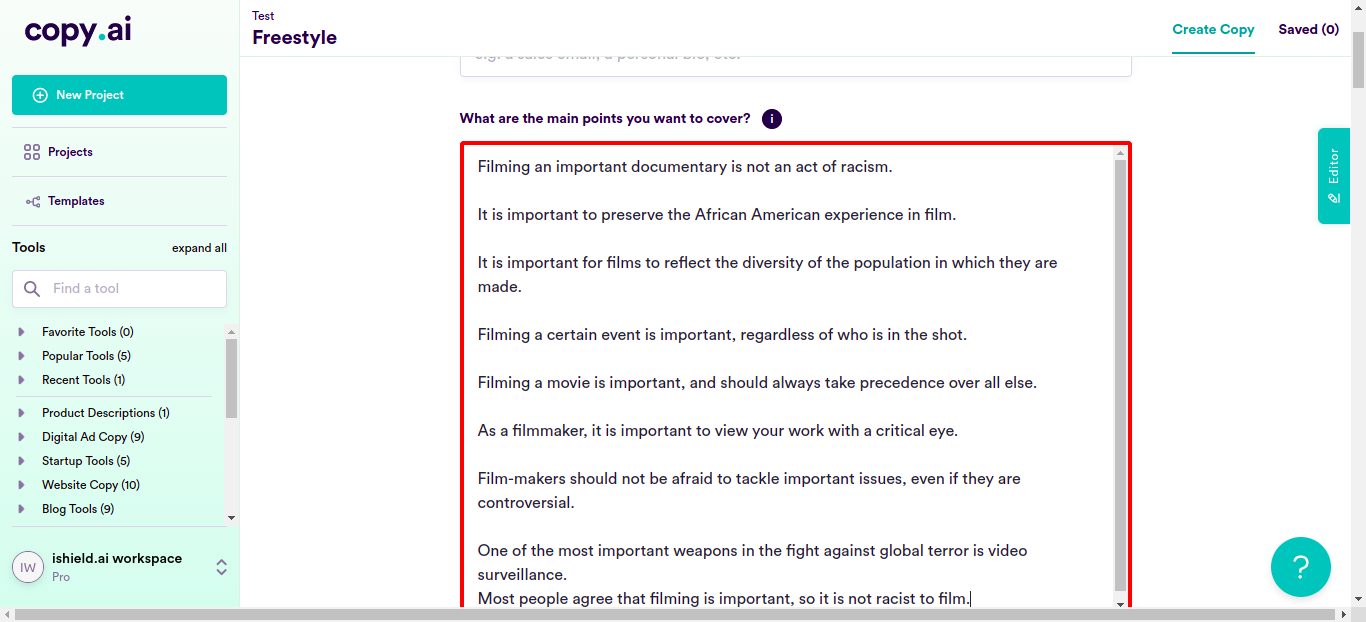 copy.ai
Test
Freestyle
Create Copy
Saved (0)
New Project
Projects
Templates
Tools
expand all
Find a tool
Favorite Tools (0)
Popular Tools (5)
Recent Tools (1)
Product Descriptions (1)
Digital Ad Copy (9)
Startup Tools (5)
Website Copy (10)
Blog Tools (9)
IW
ishield.ai workspace
Pro
e.g. a sales email, a personal bio, etc.
What are the main points you want to cover?
i
Filming an important documentary is not an act of racism.
It is important to preserve the African American experience in film.
It is important for films to reflect the diversity of the population in which they are
made.
Filming a certain event is important, regardless of who is in the shot.
Filming a movie is important, and should always take precedence over all else.
As a filmmaker, it is important to view your work with a critical eye.
Film-makers should not be afraid to tackle important issues, even if they are
controversial.
One of the most important weapons in the fight against global terror is video
surveillance.
Most people agree that filming is important, so it is not racist to film.
Editor
?